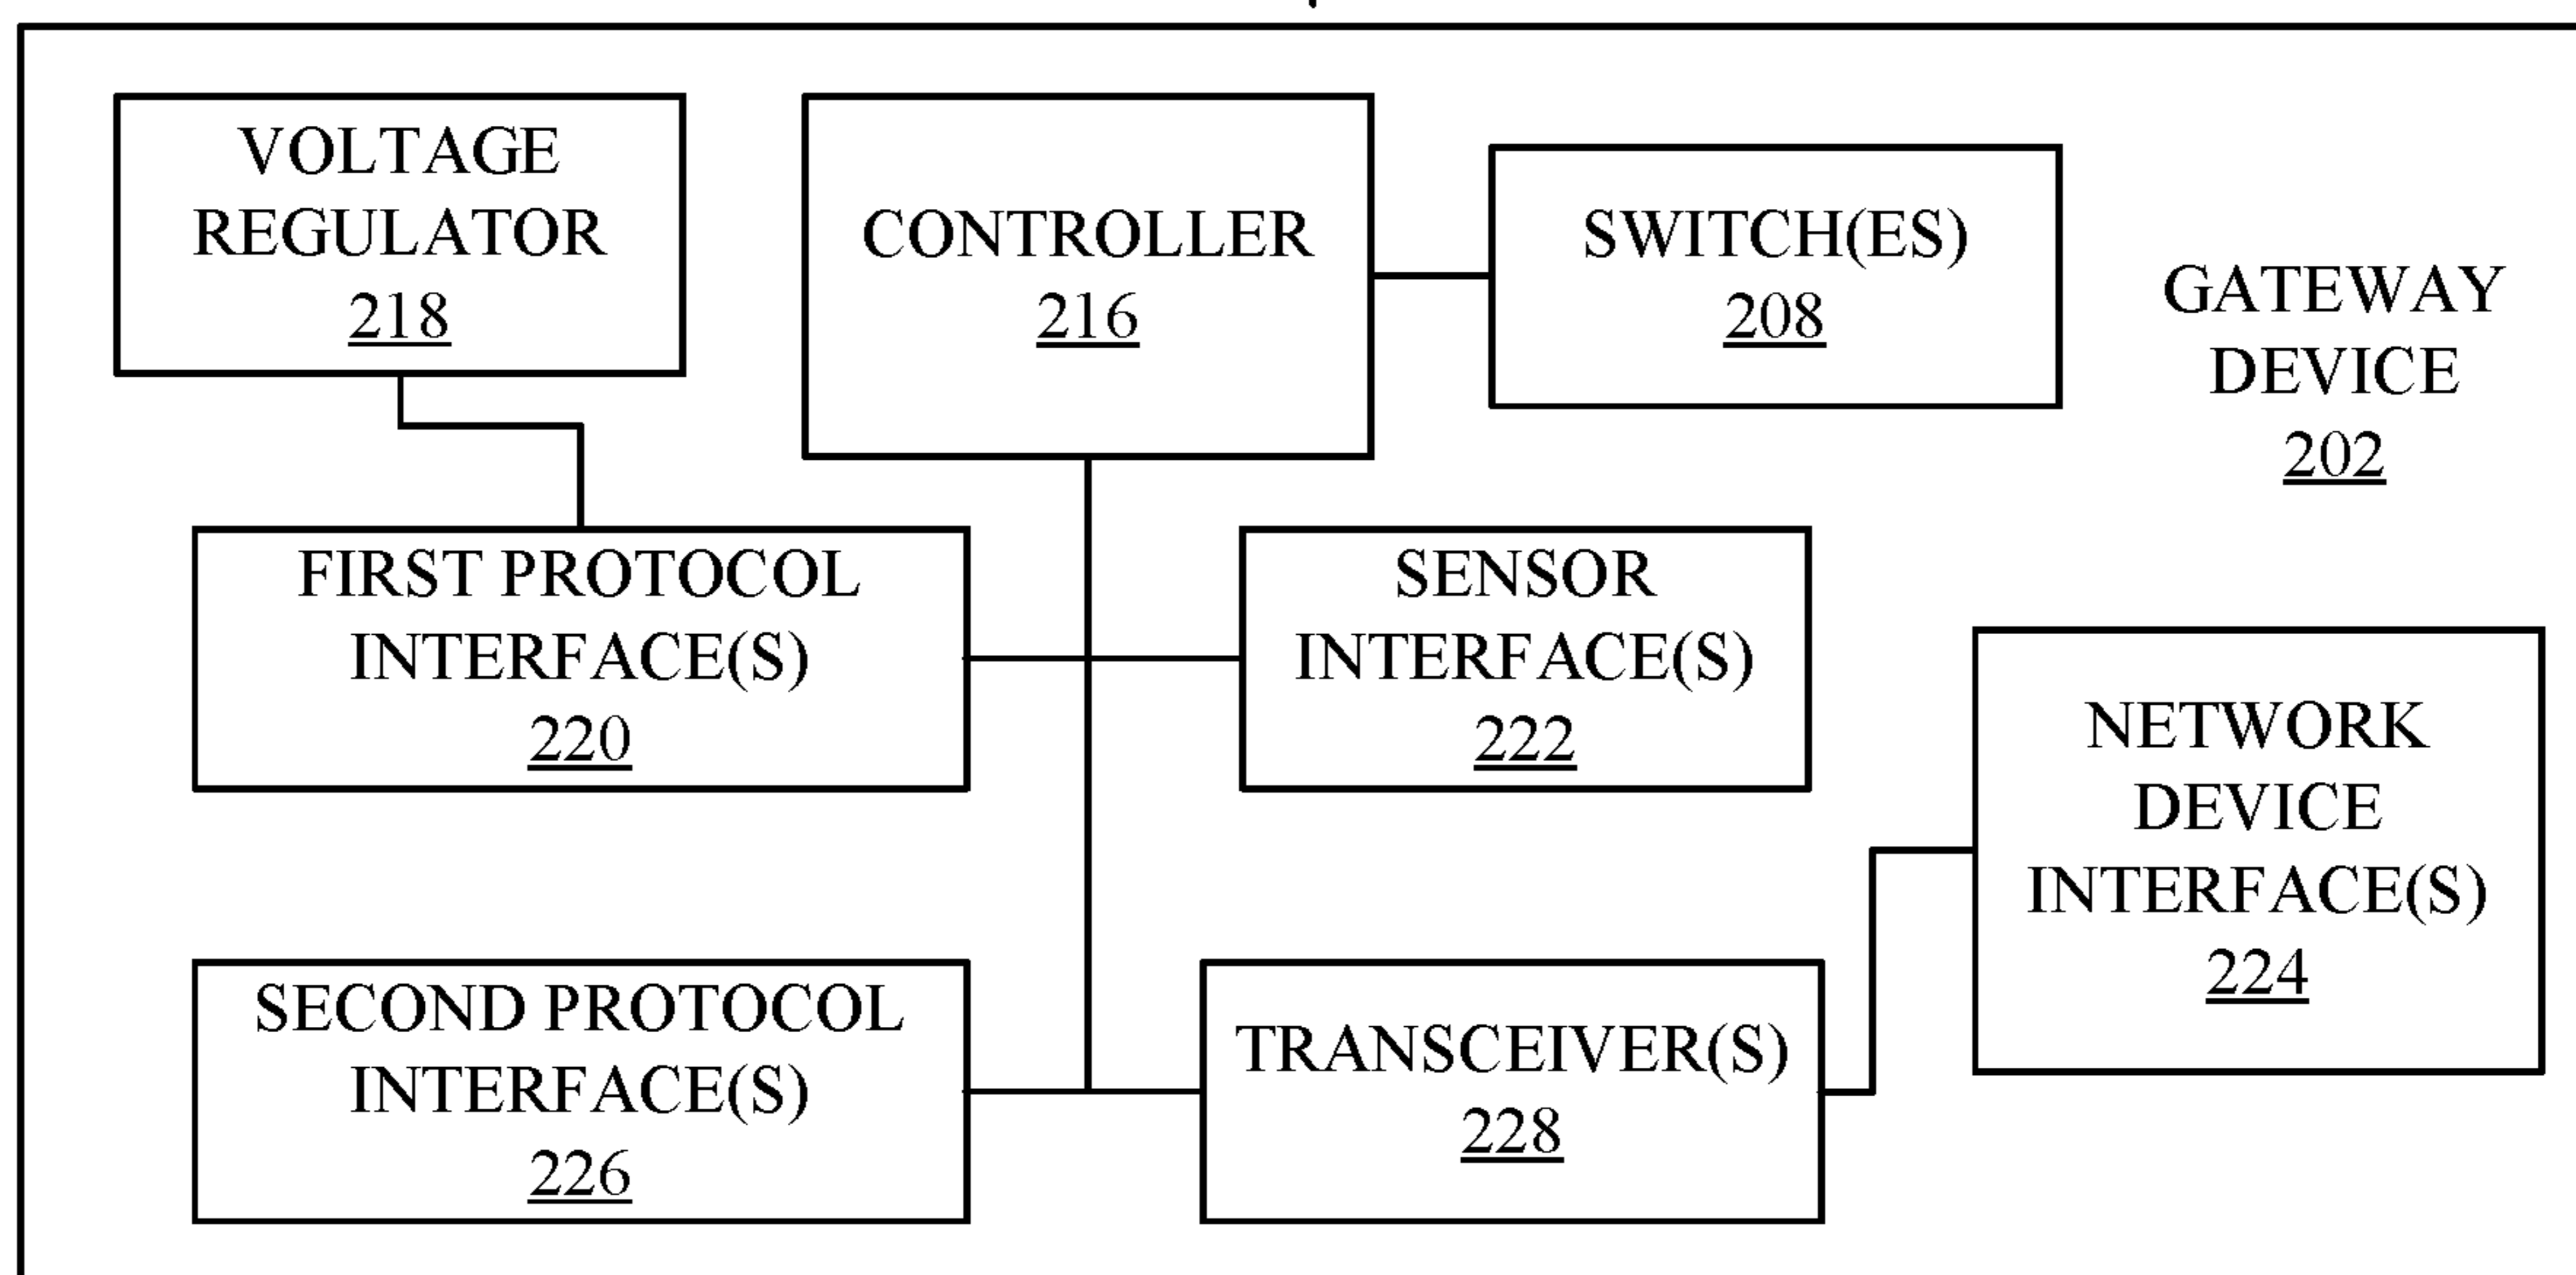 VOLTAGE
REGULATOR
218
CONTROLLER
216
SWITCH(ES)
208
GATEWAY
DEVICE
202
FIRST PROTOCOL
INTERFACE(S)
220
SENSOR
INTERFACE(S)
222
NETWORK
DEVICE
INTERFACE(S)
224
SECOND PROTOCOL
INTERFACE(S)
226
TRANSCEIVER(S)
228